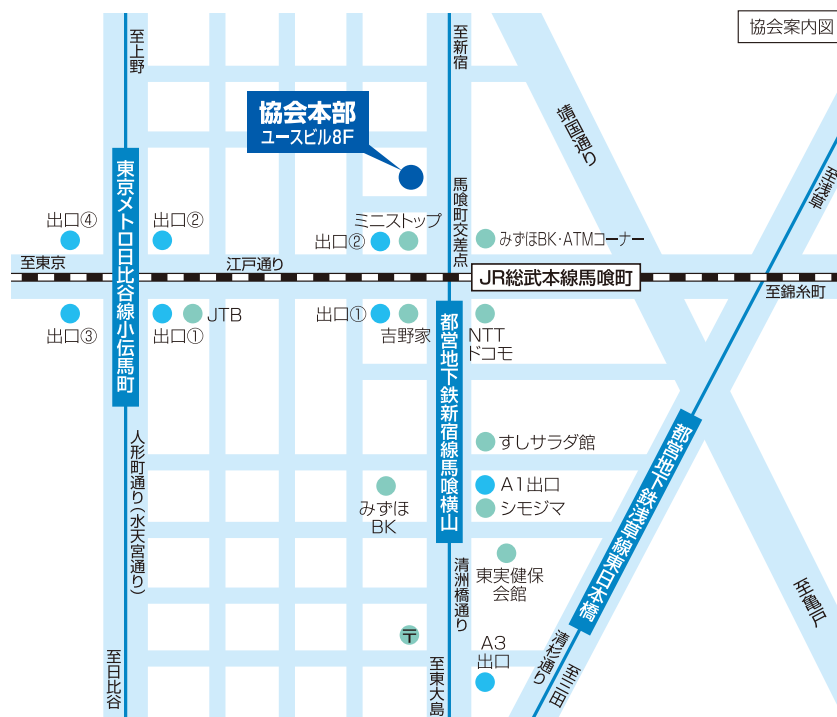 協会案内図
至上野
至新宿
協会本部
ユースビル8F
靖国通り
至浅草
東京メトロ日比谷線小伝馬町
馬喰町交差点
出口④
出口②
ミニストップ
出口②
みずほBK・ATMコーナー
至東京
江戸通り
JR総武本線馬喰町
至錦糸町
出口③
出口①
JTB
出口①
吉野家
NTT
ドコモ
都営地下鉄新宿線馬喰横山
都営地下鉄浅草線東日本橋
人形町通り(水天宮通り)
すしサラダ館
みずほ
BK
A1出口
シモジマ
東実健保
会館
清洲橋通り
至亀戸
〒
A3
出口
清杉通り
至三田
至日比谷
至東大島